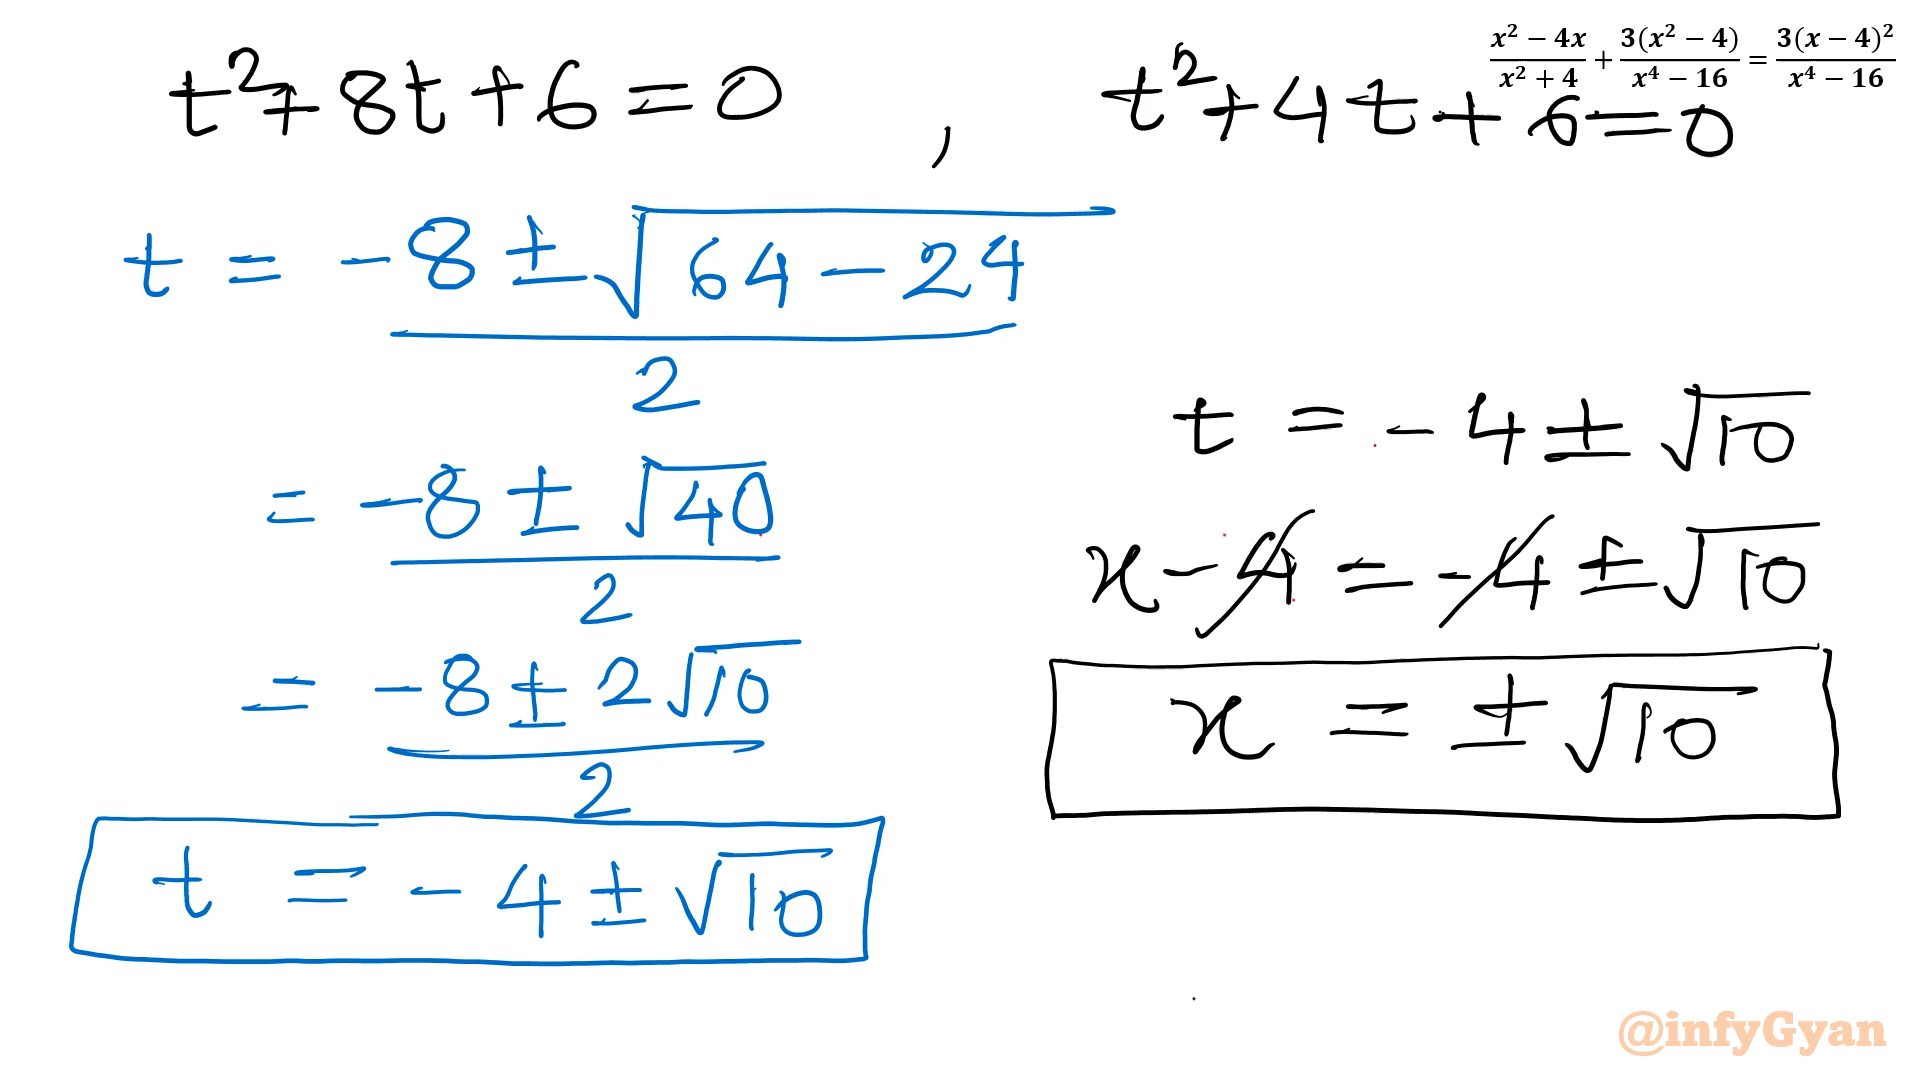 t² + 8t + 6 = 0 , t² + 4t + 6 = 0
(x² − 4x)/(x² + 4) + 3(x² − 4)/(x⁴ − 16) = 3(x − 4)²/(x⁴ − 16)
t = (−8 ± √(64 − 24))/2
= (−8 ± √40)/2
= (−8 ± 2√10)/2
t = −4 ± √10
t = −4 ± √10
x − 4 = −4 ± √10
x = ± √10
@infyGyan